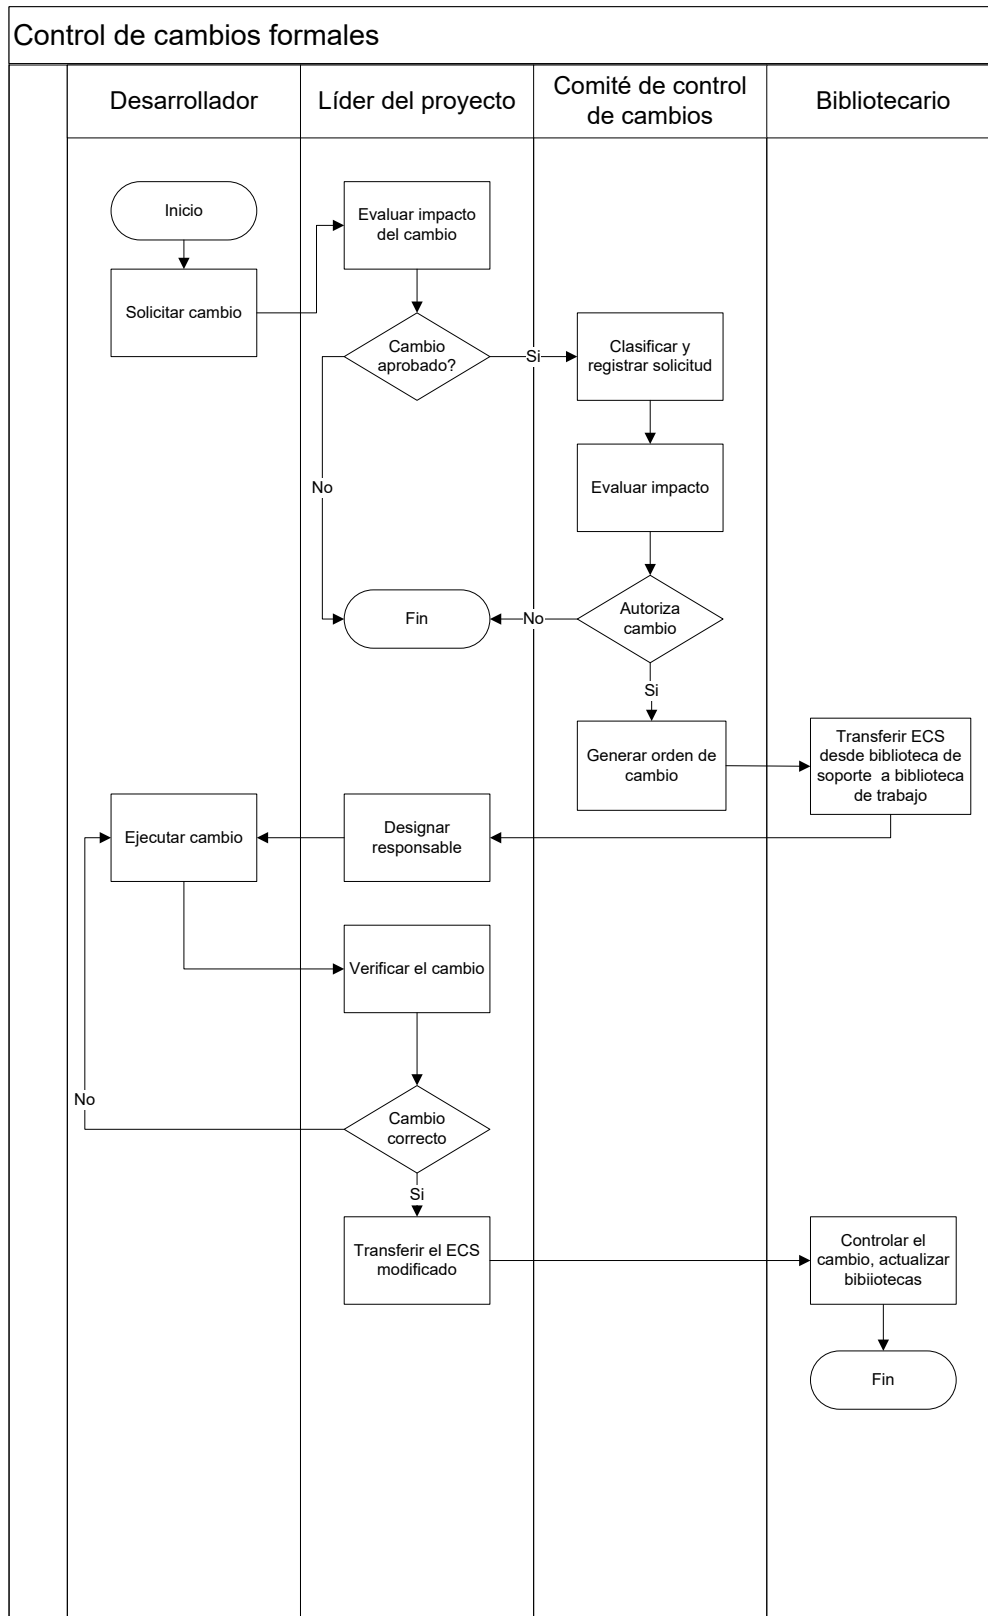 Control de cambios formales
Desarrollador
Líder del proyecto
Comité de control
de cambios
Bibliotecario
Inicio
Evaluar impacto
del cambio
Solicitar cambio
Cambio
aprobado?
Si
Clasificar y
registrar solicitud
No
Evaluar impacto
Fin
No
Autoriza
cambio
Si
Generar orden de
cambio
Transferir ECS
desde biblioteca de
soporte a biblioteca
de trabajo
Ejecutar cambio
Designar
responsable
Verificar el cambio
No
Cambio
correcto
Si
Transferir el ECS
modificado
Controlar el
cambio, actualizar
bibiiotecas
Fin